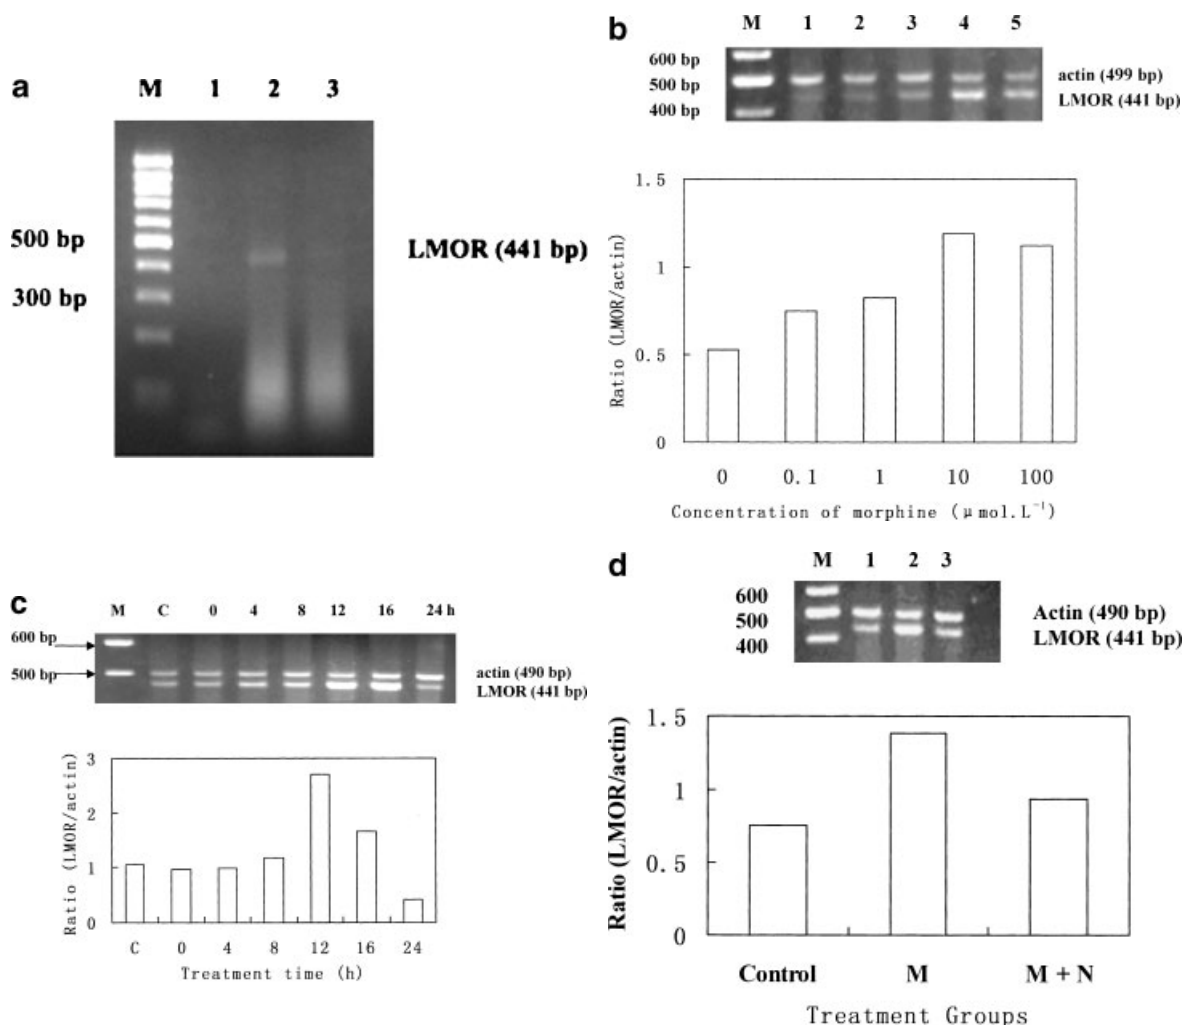 a
M 1 2 3
500 bp
300 bp
LMOR (441 bp)
b
M 1 2 3 4 5
600 bp
500 bp
400 bp
actin (499 bp)
LMOR (441 bp)
1.5
1
0.5
0
Ratio (LMOR/actin)
0 0.1 1 10 100
Concentration of morphine (μmol.L⁻¹)
c
M C 0 4 8 12 16 24 h
600 bp
500 bp
actin (490 bp)
LMOR (441 bp)
3
2
1
0
Ratio (LMOR/actin)
C 0 4 8 12 16 24
Treatment time (h)
d
M 1 2 3
600
500
400
Actin (490 bp)
LMOR (441 bp)
1.5
1
0.5
0
Ratio (LMOR/actin)
Control M M + N
Treatment Groups